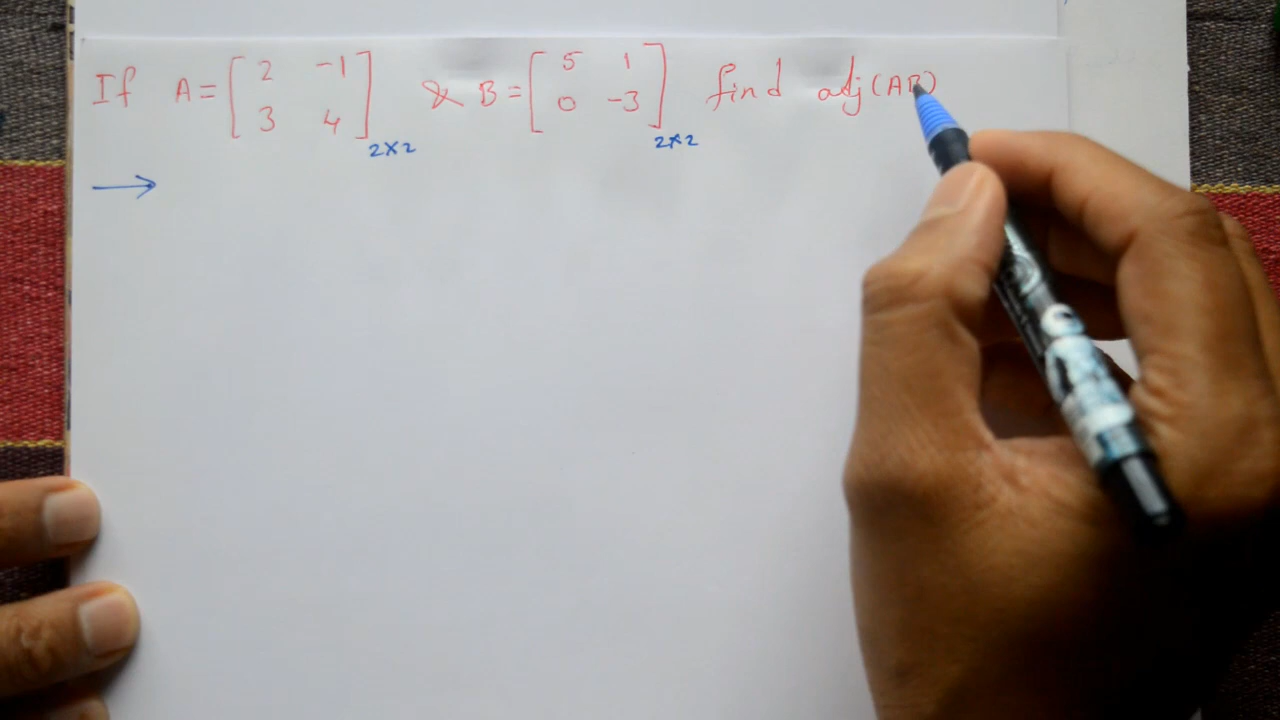 If A = [ 2 -1 3 4 ] 2×2 & B = [ 5 1 0 -3 ] 2×2 find adj(AB)
→